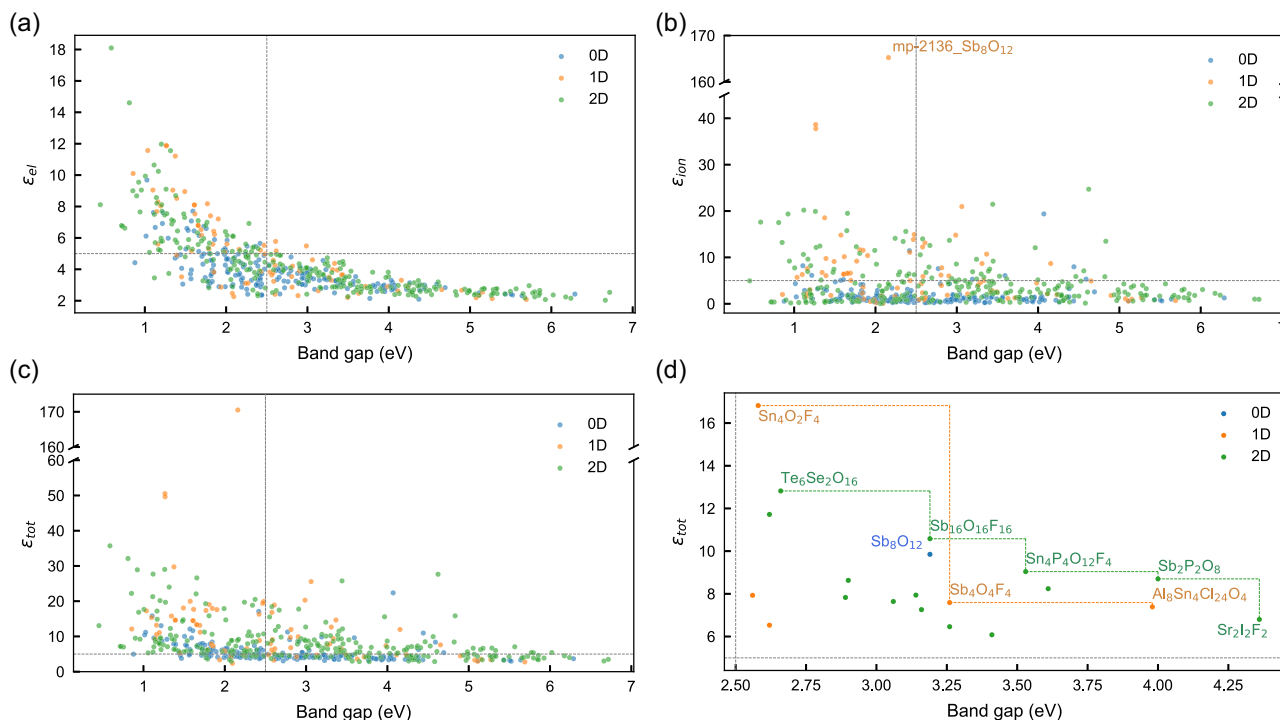 (a)
18
16
14
12
10
8
6
4
2
ε_el
0D
1D
2D
1 2 3 4 5 6 7
Band gap (eV)
(b)
170
160
40
30
20
10
0
ε_ion
mp-2136_Sb₈O₁₂
0D
1D
2D
1 2 3 4 5 6 7
Band gap (eV)
(c)
170
160
60
50
40
30
20
10
0
ε_tot
0D
1D
2D
1 2 3 4 5 6 7
Band gap (eV)
(d)
16
14
12
10
8
6
ε_tot
0D
1D
2D
Sn₄O₂F₄
Te₆Se₂O₁₆
Sb₁₆O₁₆F₁₆
Sb₈O₁₂
Sn₄P₄O₁₂F₄
Sb₂P₂O₈
Sb₄O₄F₄
Al₈Sn₄Cl₂₄O₄
Sr₂I₂F₂
2.50 2.75 3.00 3.25 3.50 3.75 4.00 4.25
Band gap (eV)